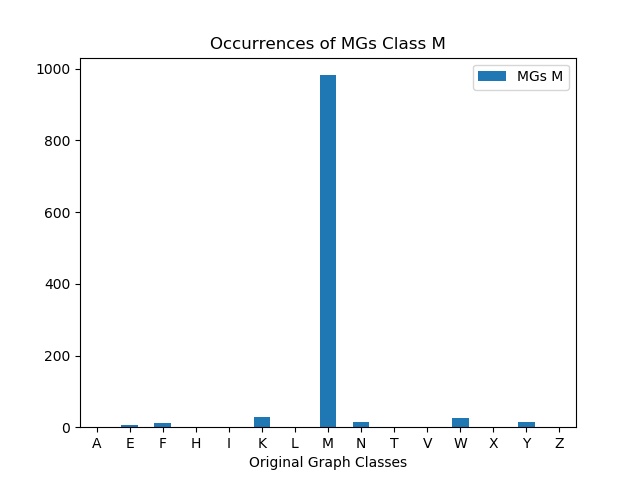 Occurrences of MGs Class M
MGs M
1000
800
600
400
200
0
A E F H I K L M N T V W X Y Z
Original Graph Classes